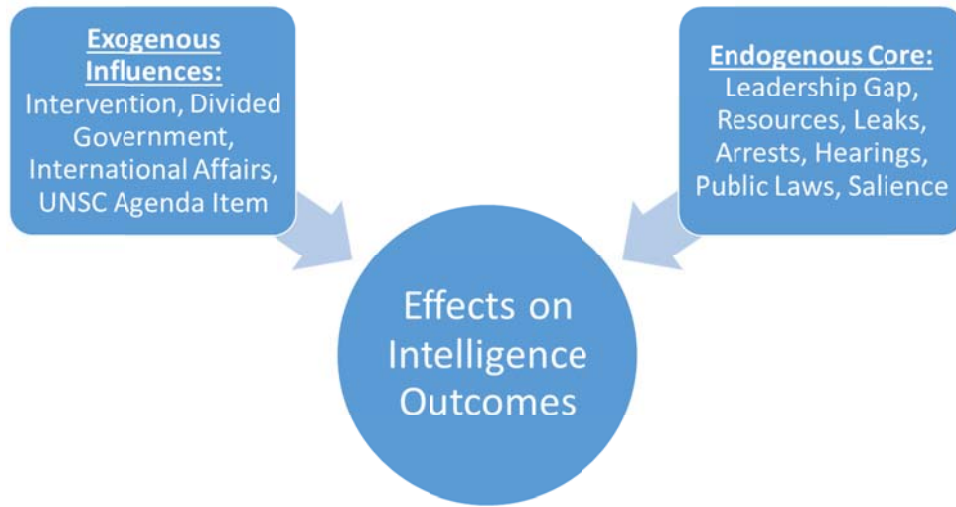 Exogenous
Influences:
Intervention, Divided
Government,
International Affairs,
UNSC Agenda Item
Endogenous Core:
Leadership Gap,
Resources, Leaks,
Arrests, Hearings,
Public Laws, Salience
Effects on
Intelligence
Outcomes